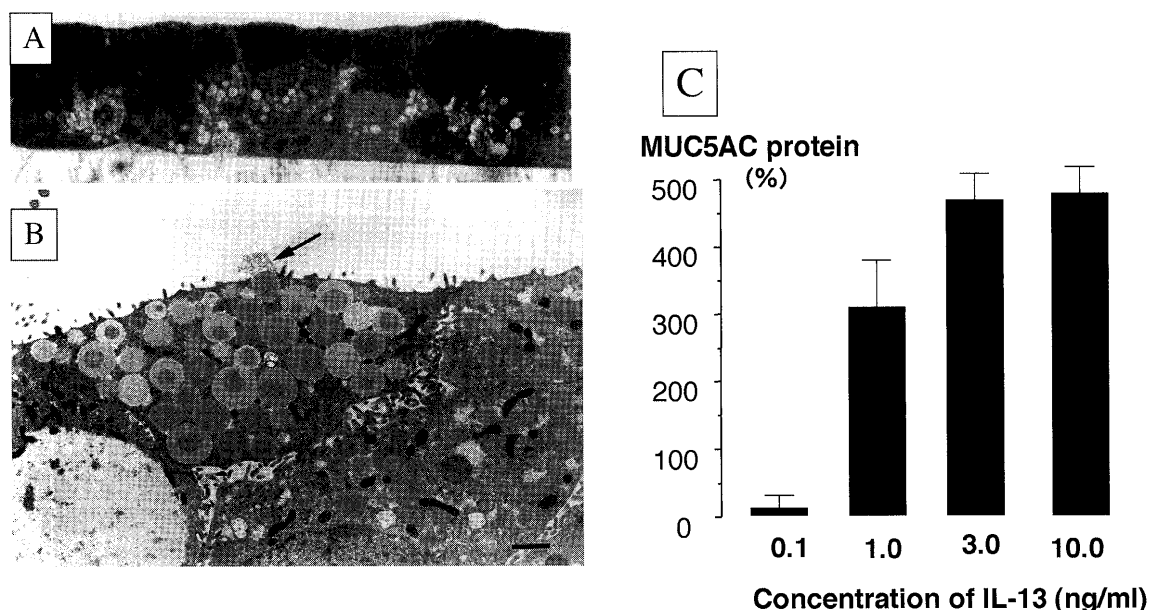 A
B
C
MUC5AC protein
(%)
500
400
300
200
100
0
0.1 1.0 3.0 10.0
Concentration of IL-13 (ng/ml)